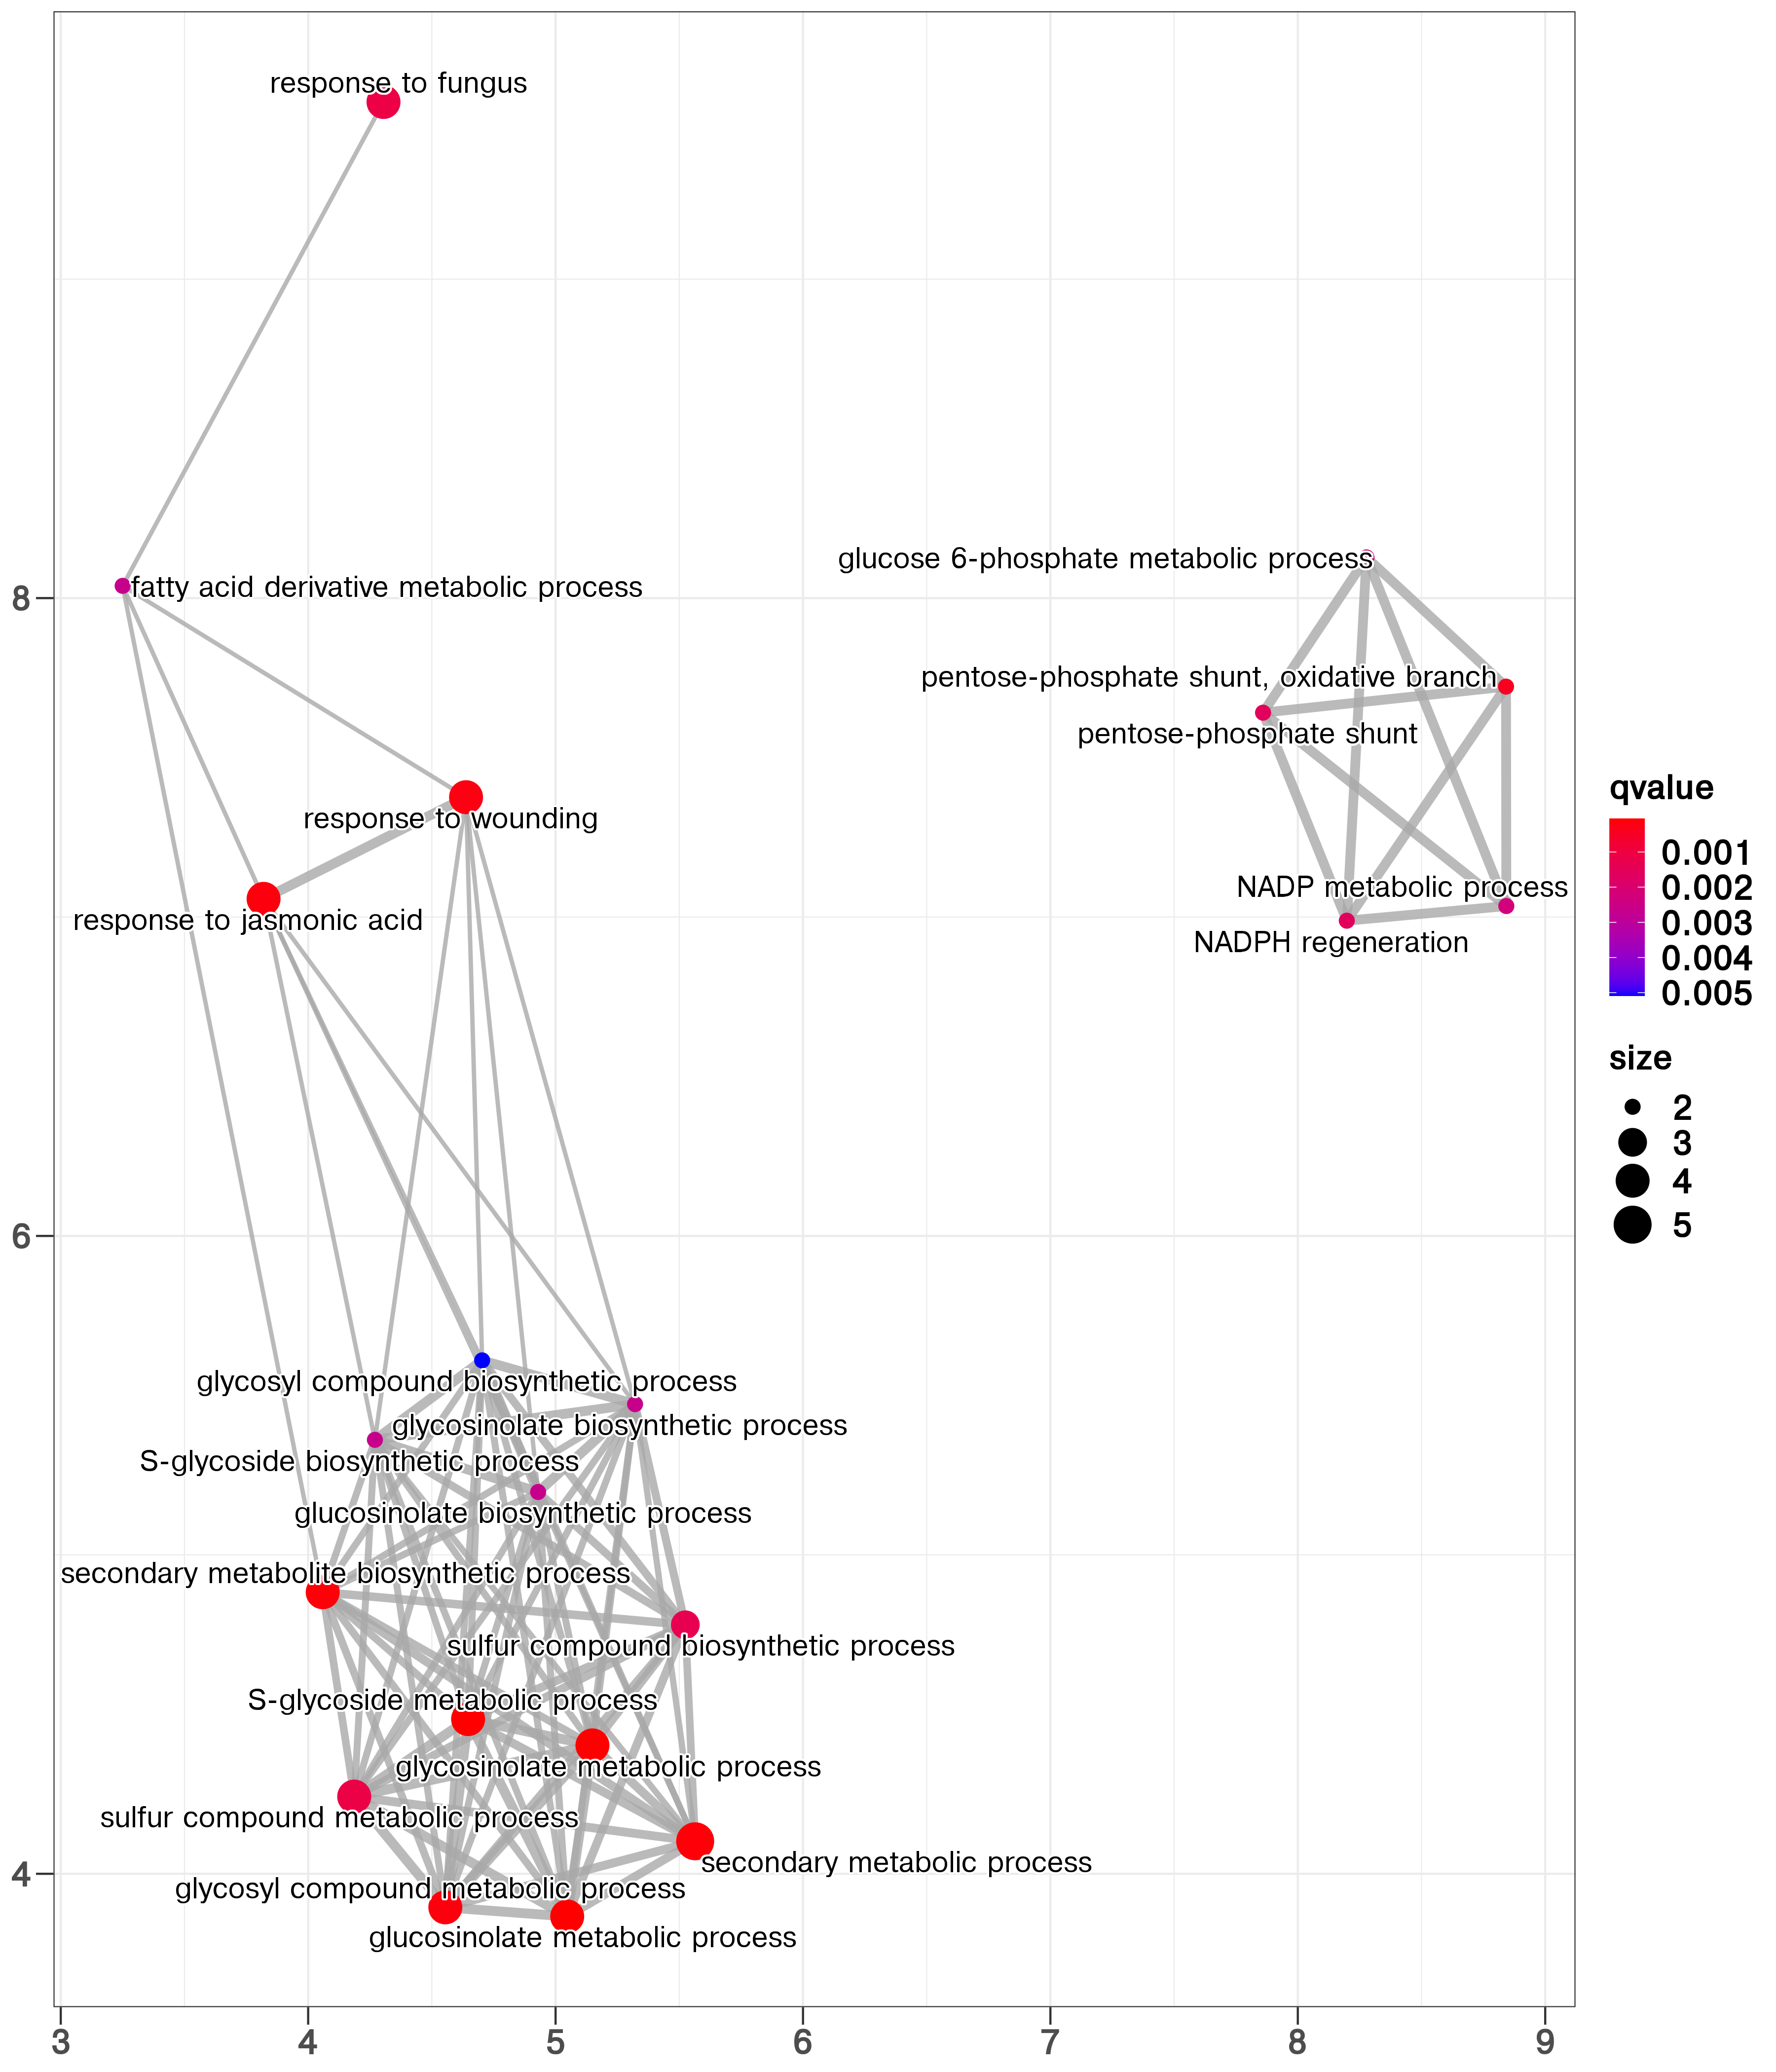 response to fungus
glucose 6-phosphate metabolic process
fatty acid derivative metabolic process
8
pentose-phosphate shunt, oxidative branch
pentose-phosphate shunt
response to wounding
NADP metabolic process
response to jasmonic acid
NADPH regeneration
6
glycosyl compound biosynthetic process
glycosinolate biosynthetic process
S-glycoside biosynthetic process
glucosinolate biosynthetic process
secondary metabolite biosynthetic process
sulfur compound biosynthetic process
S-glycoside metabolic process
glycosinolate metabolic process
sulfur compound metabolic process
secondary metabolic process
4
glycosyl compound metabolic process
glucosinolate metabolic process
3 4 5 6 7 8 9
qvalue
0.001
0.002
0.003
0.004
0.005
size
2
3
4
5